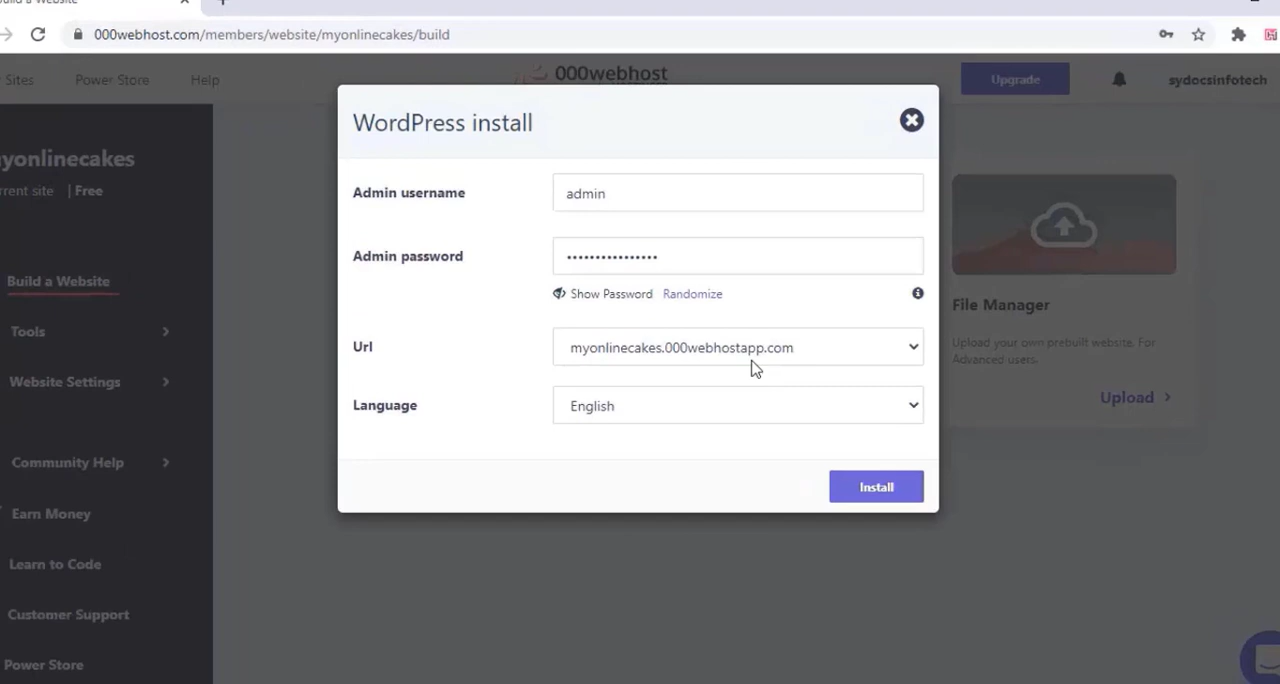 000webhost.com/members/website/myonlinecakes/build
Sites Power Store Help 000webhost Upgrade sydocsinfotech
WordPress install
yonlinecakes
rrent site | Free
Admin username admin
Admin password ••••••••••••••••
Show Password Randomize
Build a Website
File Manager
Tools
Url myonlinecakes.000webhostapp.com
Upload your own prebuilt website. For
Advanced users.
Website Settings
Upload
Language English
Community Help
Install
Earn Money
Learn to Code
Customer Support
Power Store